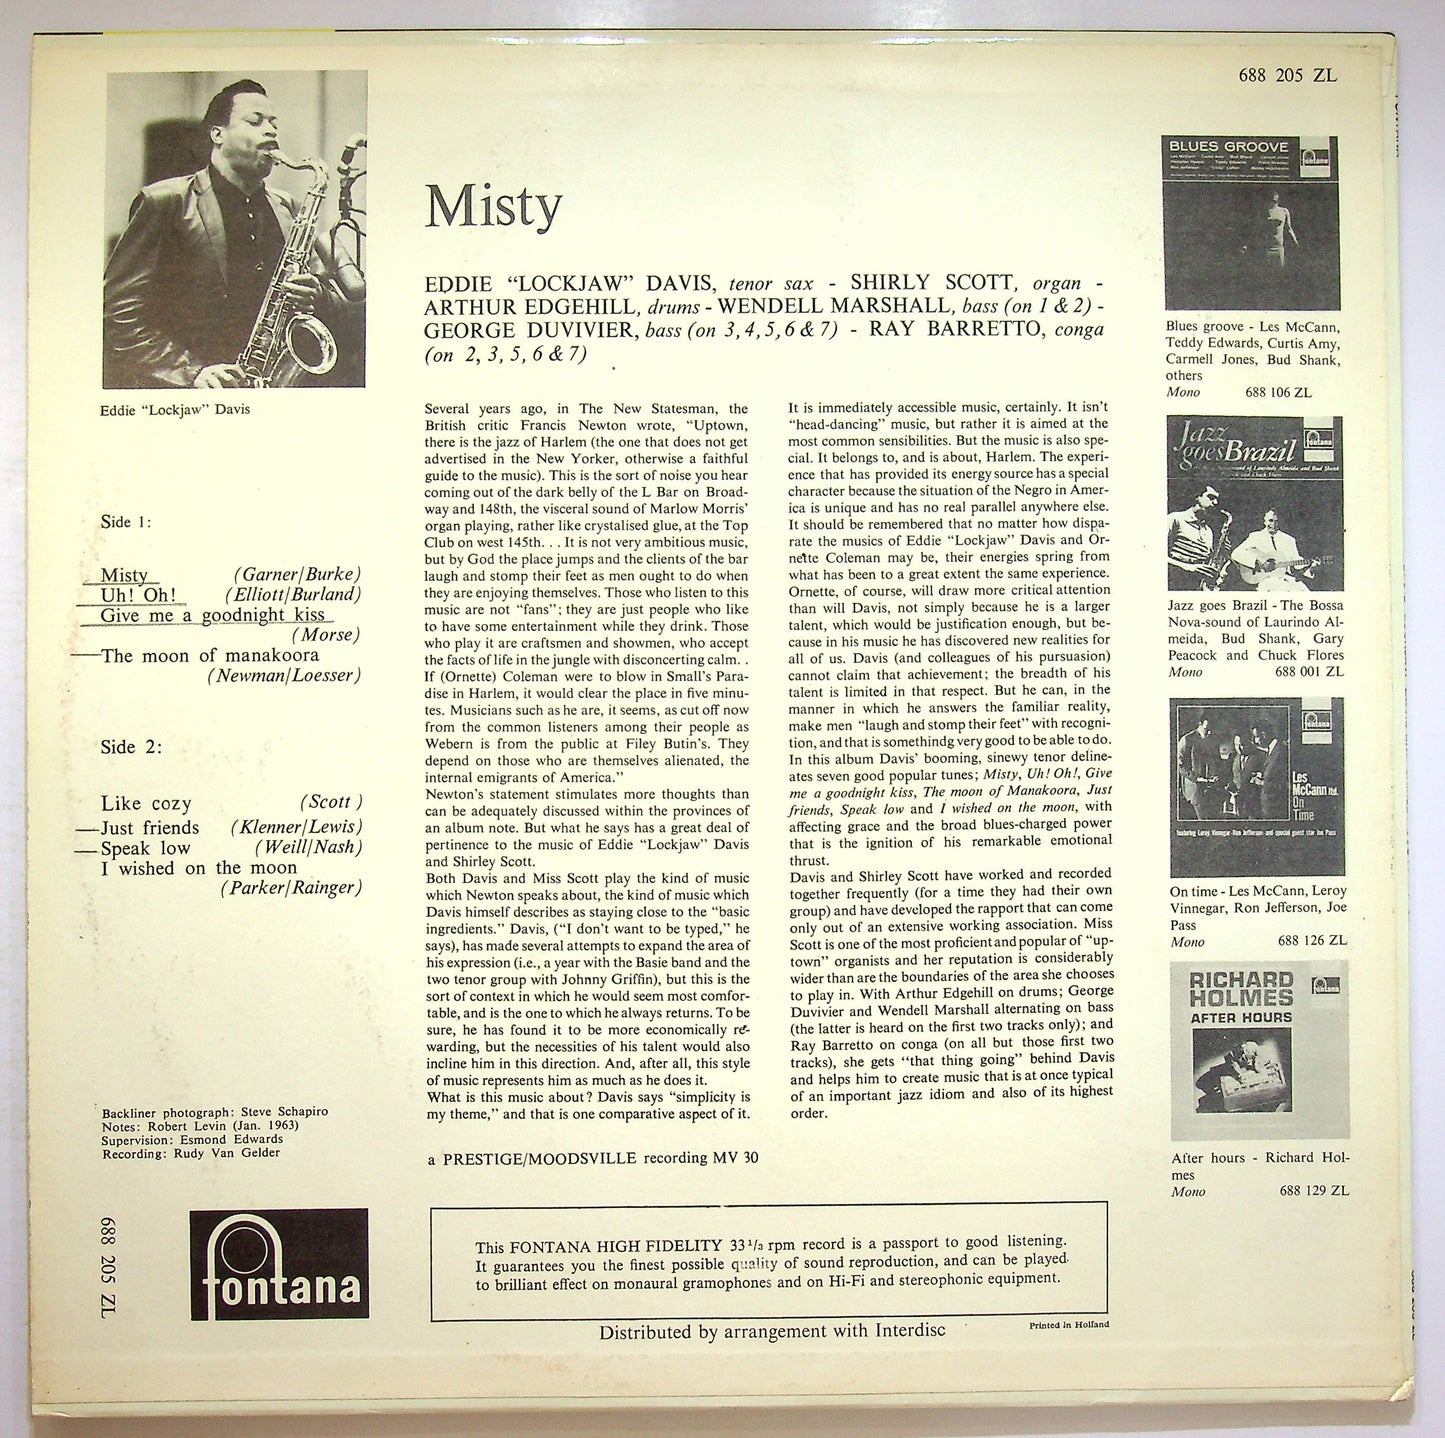 688 205 ZL
Misty
EDDIE “LOCKJAW” DAVIS, tenor sax - SHIRLY SCOTT, organ -
ARTHUR EDGEHILL, drums - WENDELL MARSHALL, bass (on 1 & 2) -
GEORGE DUVIVIER, bass (on 3, 4, 5, 6 & 7) - RAY BARRETTO, conga
(on 2, 3, 5, 6 & 7)
Eddie “Lockjaw” Davis
Side 1:
Misty (Garner/Burke)
Uh! Oh! (Elliott/Burland)
Give me a goodnight kiss
(Morse)
The moon of manakoora
(Newman/Loesser)
Side 2:
Like cozy (Scott )
Just friends (Klenner/Lewis)
Speak low (Weill/Nash)
I wished on the moon
(Parker/Rainger)
Backliner photograph: Steve Schapiro
Notes: Robert Levin (Jan. 1963)
Supervision: Esmond Edwards
Recording: Rudy Van Gelder
688 205 ZL
fontana
Several years ago, in The New Statesman, the
British critic Francis Newton wrote, “Uptown,
there is the jazz of Harlem (the one that does not get
advertised in the New Yorker, otherwise a faithful
guide to the music). This is the sort of noise you hear
coming out of the dark belly of the L Bar on Broad-
way and 148th, the visceral sound of Marlow Morris’
organ playing, rather like crystalised glue, at the Top
Club on west 145th. . . It is not very ambitious music,
but by God the place jumps and the clients of the bar
laugh and stomp their feet as men ought to do when
they are enjoying themselves. Those who listen to this
music are not “fans”; they are just people who like
to have some entertainment while they drink. Those
who play it are craftsmen and showmen, who accept
the facts of life in the jungle with disconcerting calm. .
If (Ornette) Coleman were to blow in Small’s Para-
dise in Harlem, it would clear the place in five minu-
tes. Musicians such as he are, it seems, as cut off now
from the common listeners among their people as
Webern is from the public at Filey Butin’s. They
depend on those who are themselves alienated, the
internal emigrants of America.”
Newton’s statement stimulates more thoughts than
can be adequately discussed within the provinces of
an album note. But what he says has a great deal of
pertinence to the music of Eddie “Lockjaw” Davis
and Shirley Scott.
Both Davis and Miss Scott play the kind of music
which Newton speaks about, the kind of music which
Davis himself describes as staying close to the “basic
ingredients.” Davis, (“I don’t want to be typed,” he
says), has made several attempts to expand the area of
his expression (i.e., a year with the Basie band and the
two tenor group with Johnny Griffin), but this is the
sort of context in which he would seem most comfor-
table, and is the one to which he always returns. To be
sure, he has found it to be more economically re-
warding, but the necessities of his talent would also
incline him in this direction. And, after all, this style
of music represents him as much as he does it.
What is this music about? Davis says “simplicity is
my theme,” and that is one comparative aspect of it.
It is immediately accessible music, certainly. It isn’t
“head-dancing” music, but rather it is aimed at the
most common sensibilities. But the music is also spe-
cial. It belongs to, and is about, Harlem. The experi-
ence that has provided its energy source has a special
character because the situation of the Negro in Amer-
ica is unique and has no real parallel anywhere else.
It should be remembered that no matter how dispa-
rate the musics of Eddie “Lockjaw” Davis and Or-
nette Coleman may be, their energies spring from
what has been to a great extent the same experience.
Ornette, of course, will draw more critical attention
than will Davis, not simply because he is a larger
talent, which would be justification enough, but be-
cause in his music he has discovered new realities for
all of us. Davis (and colleagues of his pursuasion)
cannot claim that achievement; the breadth of his
talent is limited in that respect. But he can, in the
manner in which he answers the familiar reality,
make men “laugh and stomp their feet” with recogni-
tion, and that is somethindg very good to be able to do.
In this album Davis’ booming, sinewy tenor deline-
ates seven good popular tunes; Misty, Uh! Oh!, Give
me a goodnight kiss, The moon of Manakoora, Just
friends, Speak low and I wished on the moon, with
affecting grace and the broad blues-charged power
that is the ignition of his remarkable emotional
thrust.
Davis and Shirley Scott have worked and recorded
together frequently (for a time they had their own
group) and have developed the rapport that can come
only out of an extensive working association. Miss
Scott is one of the most proficient and popular of “up-
town” organists and her reputation is considerably
wider than are the boundaries of the area she chooses
to play in. With Arthur Edgehill on drums; George
Duvivier and Wendell Marshall alternating on bass
(the latter is heard on the first two tracks only); and
Ray Barretto on conga (on all but those first two
tracks), she gets “that thing going” behind Davis
and helps him to create music that is at once typical
of an important jazz idiom and also of its highest
order.
a PRESTIGE/MOODSVILLE recording MV 30
This FONTANA HIGH FIDELITY 33 1/3 rpm record is a passport to good listening.
It guarantees you the finest possible quality of sound reproduction, and can be played
to brilliant effect on monaural gramophones and on Hi-Fi and stereophonic equipment.
Distributed by arrangement with Interdisc
Printed in Holland
BLUES GROOVE
fontana
Blues groove - Les McCann,
Teddy Edwards, Curtis Amy,
Carmell Jones, Bud Shank,
others
Mono 688 106 ZL
Jazz
goes Brazil
fontana
Jazz goes Brazil - The Bossa
Nova-sound of Laurindo Al-
meida, Bud Shank, Gary
Peacock and Chuck Flores
Mono 688 001 ZL
fontana
Les
McCann ltd.
On
Time
featuring Leroy Vinnegar-Ron Jefferson-and special guest star Joe Pass
On time - Les McCann, Leroy
Vinnegar, Ron Jefferson, Joe
Pass
Mono 688 126 ZL
RICHARD
HOLMES
AFTER HOURS
fontana
After hours - Richard Hol-
mes
Mono 688 129 ZL